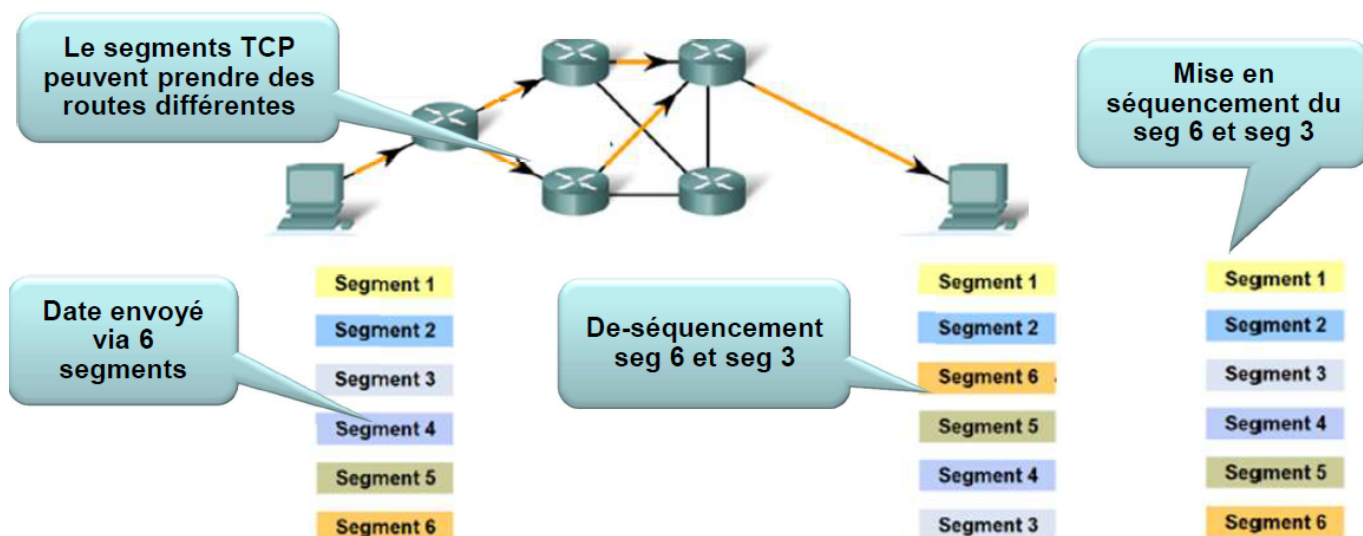 Le segments TCP
peuvent prendre des
routes différentes
Mise en
séquencement du
seg 6 et seg 3
Date envoyé
via 6
segments
Segment 1
Segment 2
Segment 3
Segment 4
Segment 5
Segment 6
De-séquencement
seg 6 et seg 3
Segment 1
Segment 2
Segment 6
Segment 5
Segment 4
Segment 3
Segment 1
Segment 2
Segment 3
Segment 4
Segment 5
Segment 6